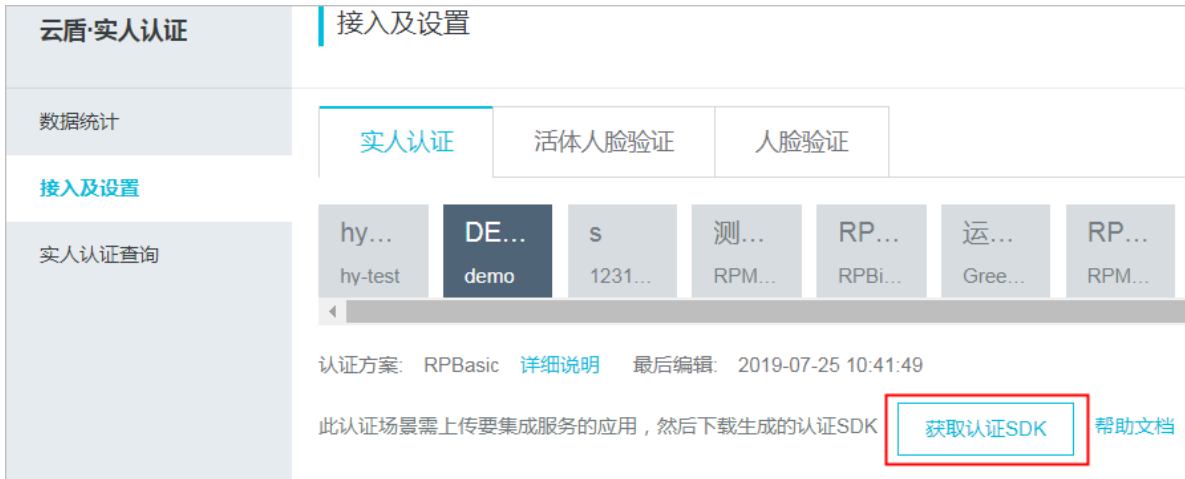 云盾·实人认证
接入及设置
数据统计
接入及设置
实人认证查询
实人认证 活体人脸验证 人脸验证
hy... DE... s 测... RP... 运... RP...
hy-test demo 1231... RPM... RPBi... Gree... RPM...
认证方案: RPBasic 详细说明 最后编辑: 2019-07-25 10:41:49
此认证场景需上传要集成服务的应用,然后下载生成的认证SDK 获取认证SDK 帮助文档